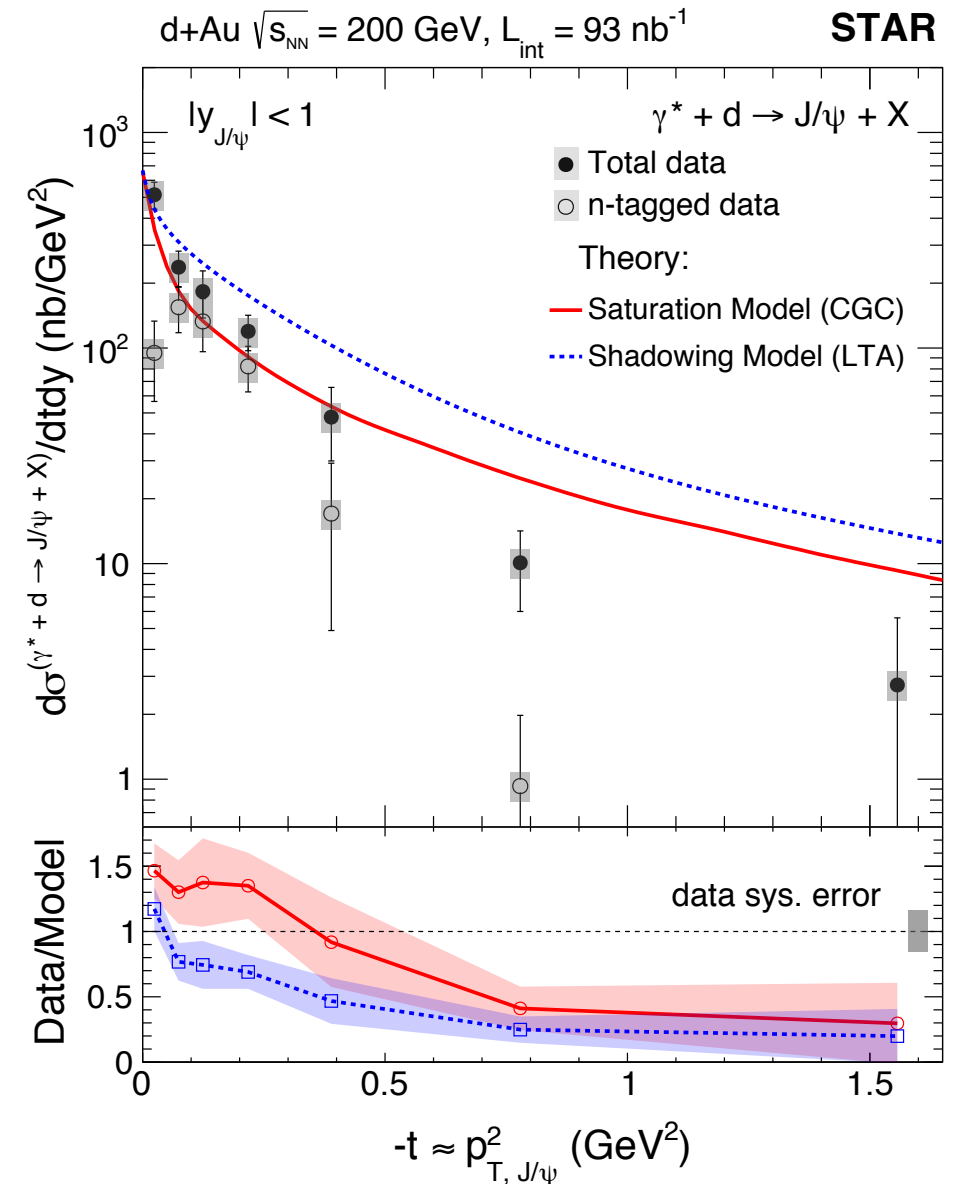 d+Au √s_NN = 200 GeV, L_int = 93 nb^-1 STAR
|y_J/ψ| < 1
γ* + d → J/ψ + X
Total data
n-tagged data
Theory:
Saturation Model (CGC)
Shadowing Model (LTA)
dσ^(γ* + d → J/ψ + X)/dtdy (nb/GeV^2)
10^3
10^2
10
1
Data/Model
1.5
1
0.5
0
data sys. error
0 0.5 1 1.5
-t ≈ p^2_T, J/ψ (GeV^2)